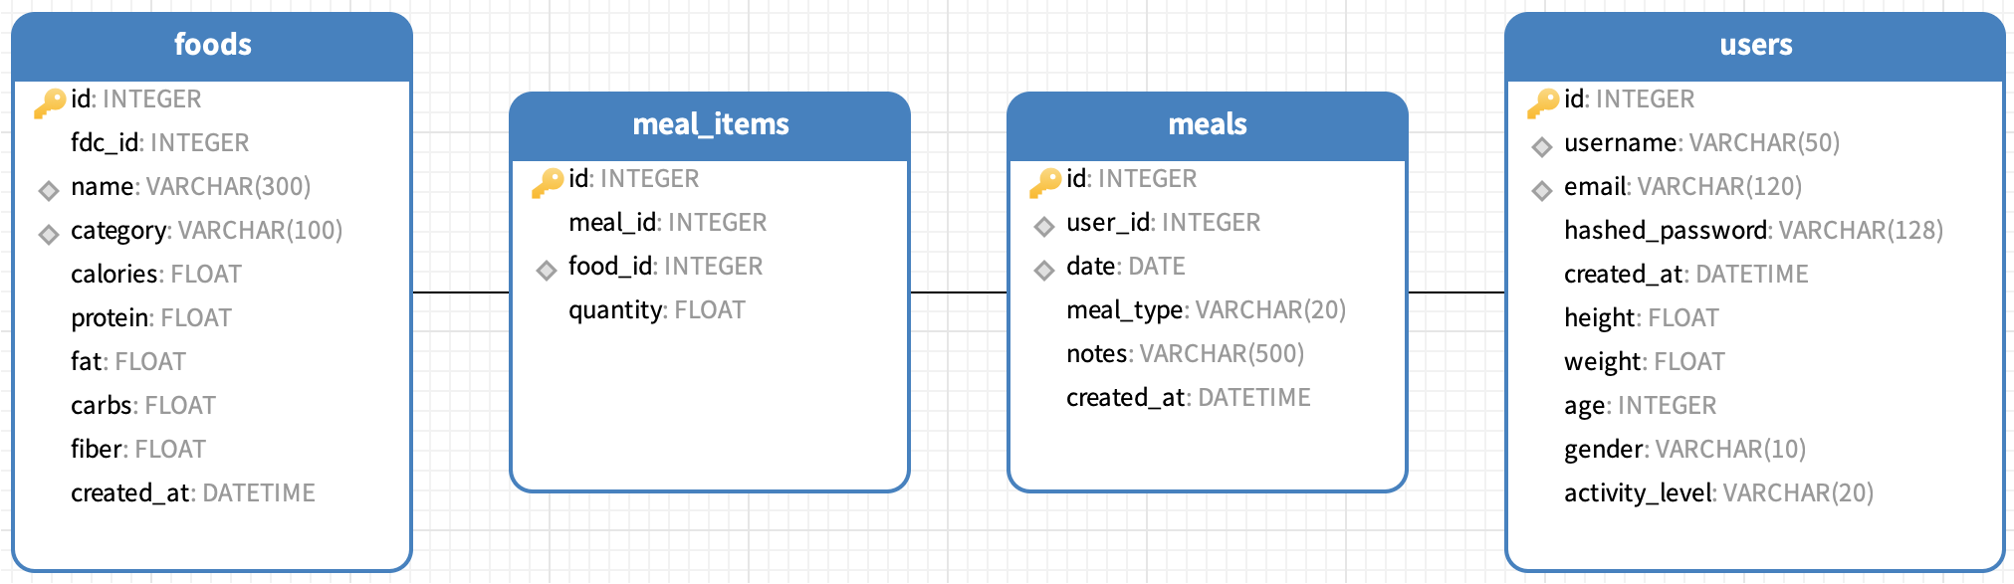 foods
id: INTEGER
fdc_id: INTEGER
name: VARCHAR(300)
category: VARCHAR(100)
calories: FLOAT
protein: FLOAT
fat: FLOAT
carbs: FLOAT
fiber: FLOAT
created_at: DATETIME
meal_items
id: INTEGER
meal_id: INTEGER
food_id: INTEGER
quantity: FLOAT
meals
id: INTEGER
user_id: INTEGER
date: DATE
meal_type: VARCHAR(20)
notes: VARCHAR(500)
created_at: DATETIME
users
id: INTEGER
username: VARCHAR(50)
email: VARCHAR(120)
hashed_password: VARCHAR(128)
created_at: DATETIME
height: FLOAT
weight: FLOAT
age: INTEGER
gender: VARCHAR(10)
activity_level: VARCHAR(20)